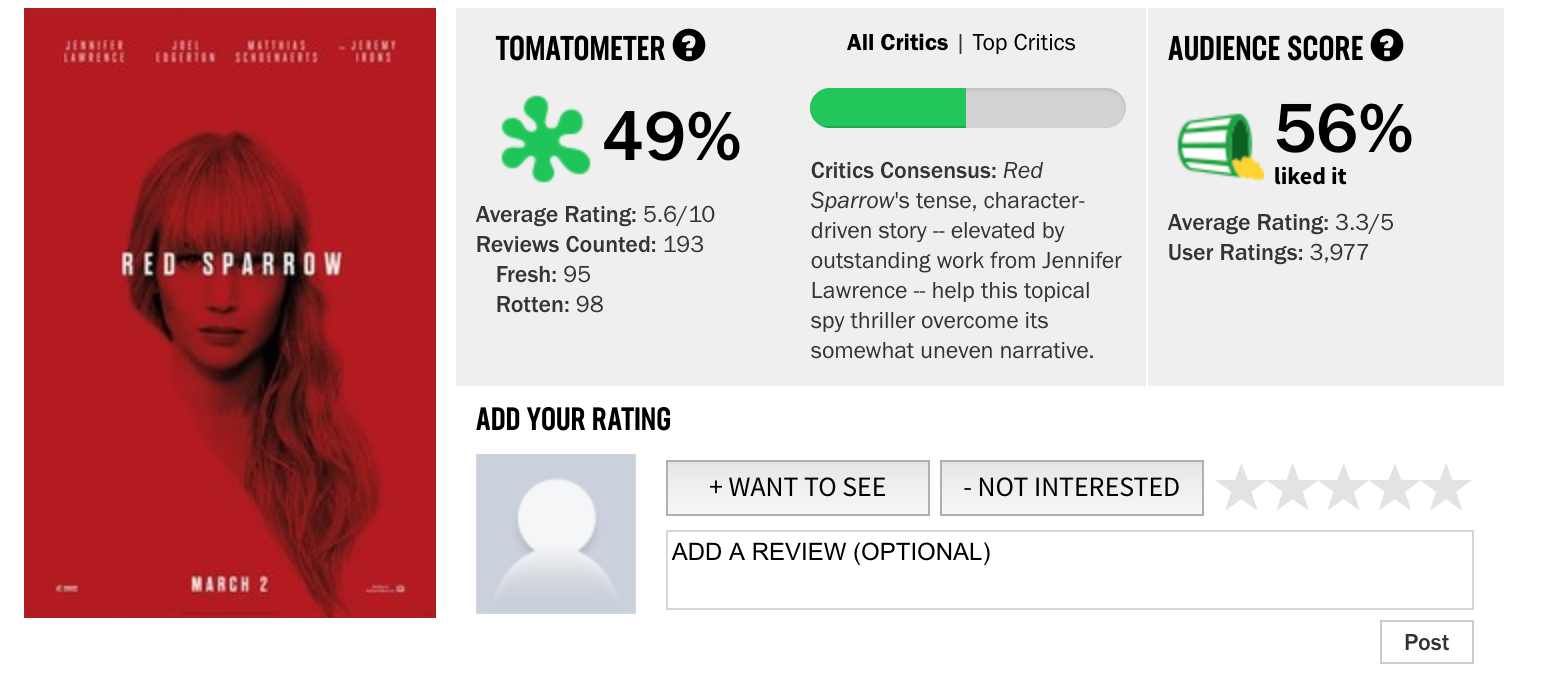 JENNIFER LAWRENCE
JOEL EDGERTON
MATTHIAS SCHOENAERTS
JEREMY IRONS
RED SPARROW
MARCH 2
TOMATOMETER ?
49%
Average Rating: 5.6/10
Reviews Counted: 193
Fresh: 95
Rotten: 98
All Critics | Top Critics
Critics Consensus: Red
Sparrow's tense, character-
driven story -- elevated by
outstanding work from Jennifer
Lawrence -- help this topical
spy thriller overcome its
somewhat uneven narrative.
AUDIENCE SCORE ?
56%
liked it
Average Rating: 3.3/5
User Ratings: 3,977
ADD YOUR RATING
+ WANT TO SEE
- NOT INTERESTED
ADD A REVIEW (OPTIONAL)
Post